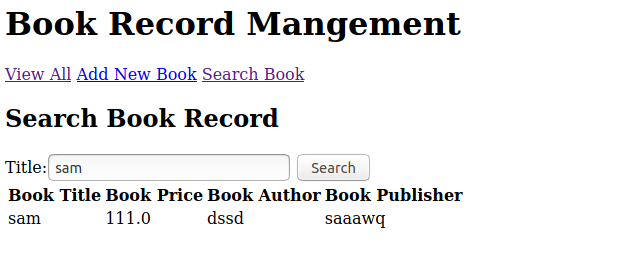 Book Record Mangement
View All Add New Book Search Book
Search Book Record
Title: sam Search
Book Title Book Price Book Author Book Publisher
sam 111.0 dssd saaawq